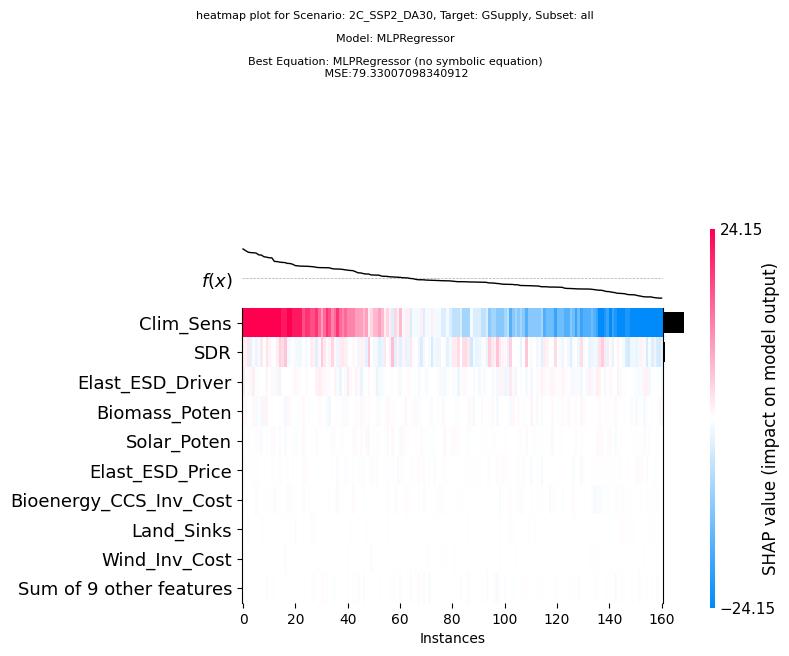 heatmap plot for Scenario: 2C_SSP2_DA30, Target: GSupply, Subset: all
Model: MLPRegressor
Best Equation: MLPRegressor (no symbolic equation)
MSE:79.33007098340912
24.15
f(x)
Clim_Sens
SDR
Elast_ESD_Driver
Biomass_Poten
Solar_Poten
Elast_ESD_Price
Bioenergy_CCS_Inv_Cost
Land_Sinks
Wind_Inv_Cost
Sum of 9 other features
SHAP value (impact on model output)
−24.15
0 20 40 60 80 100 120 140 160
Instances